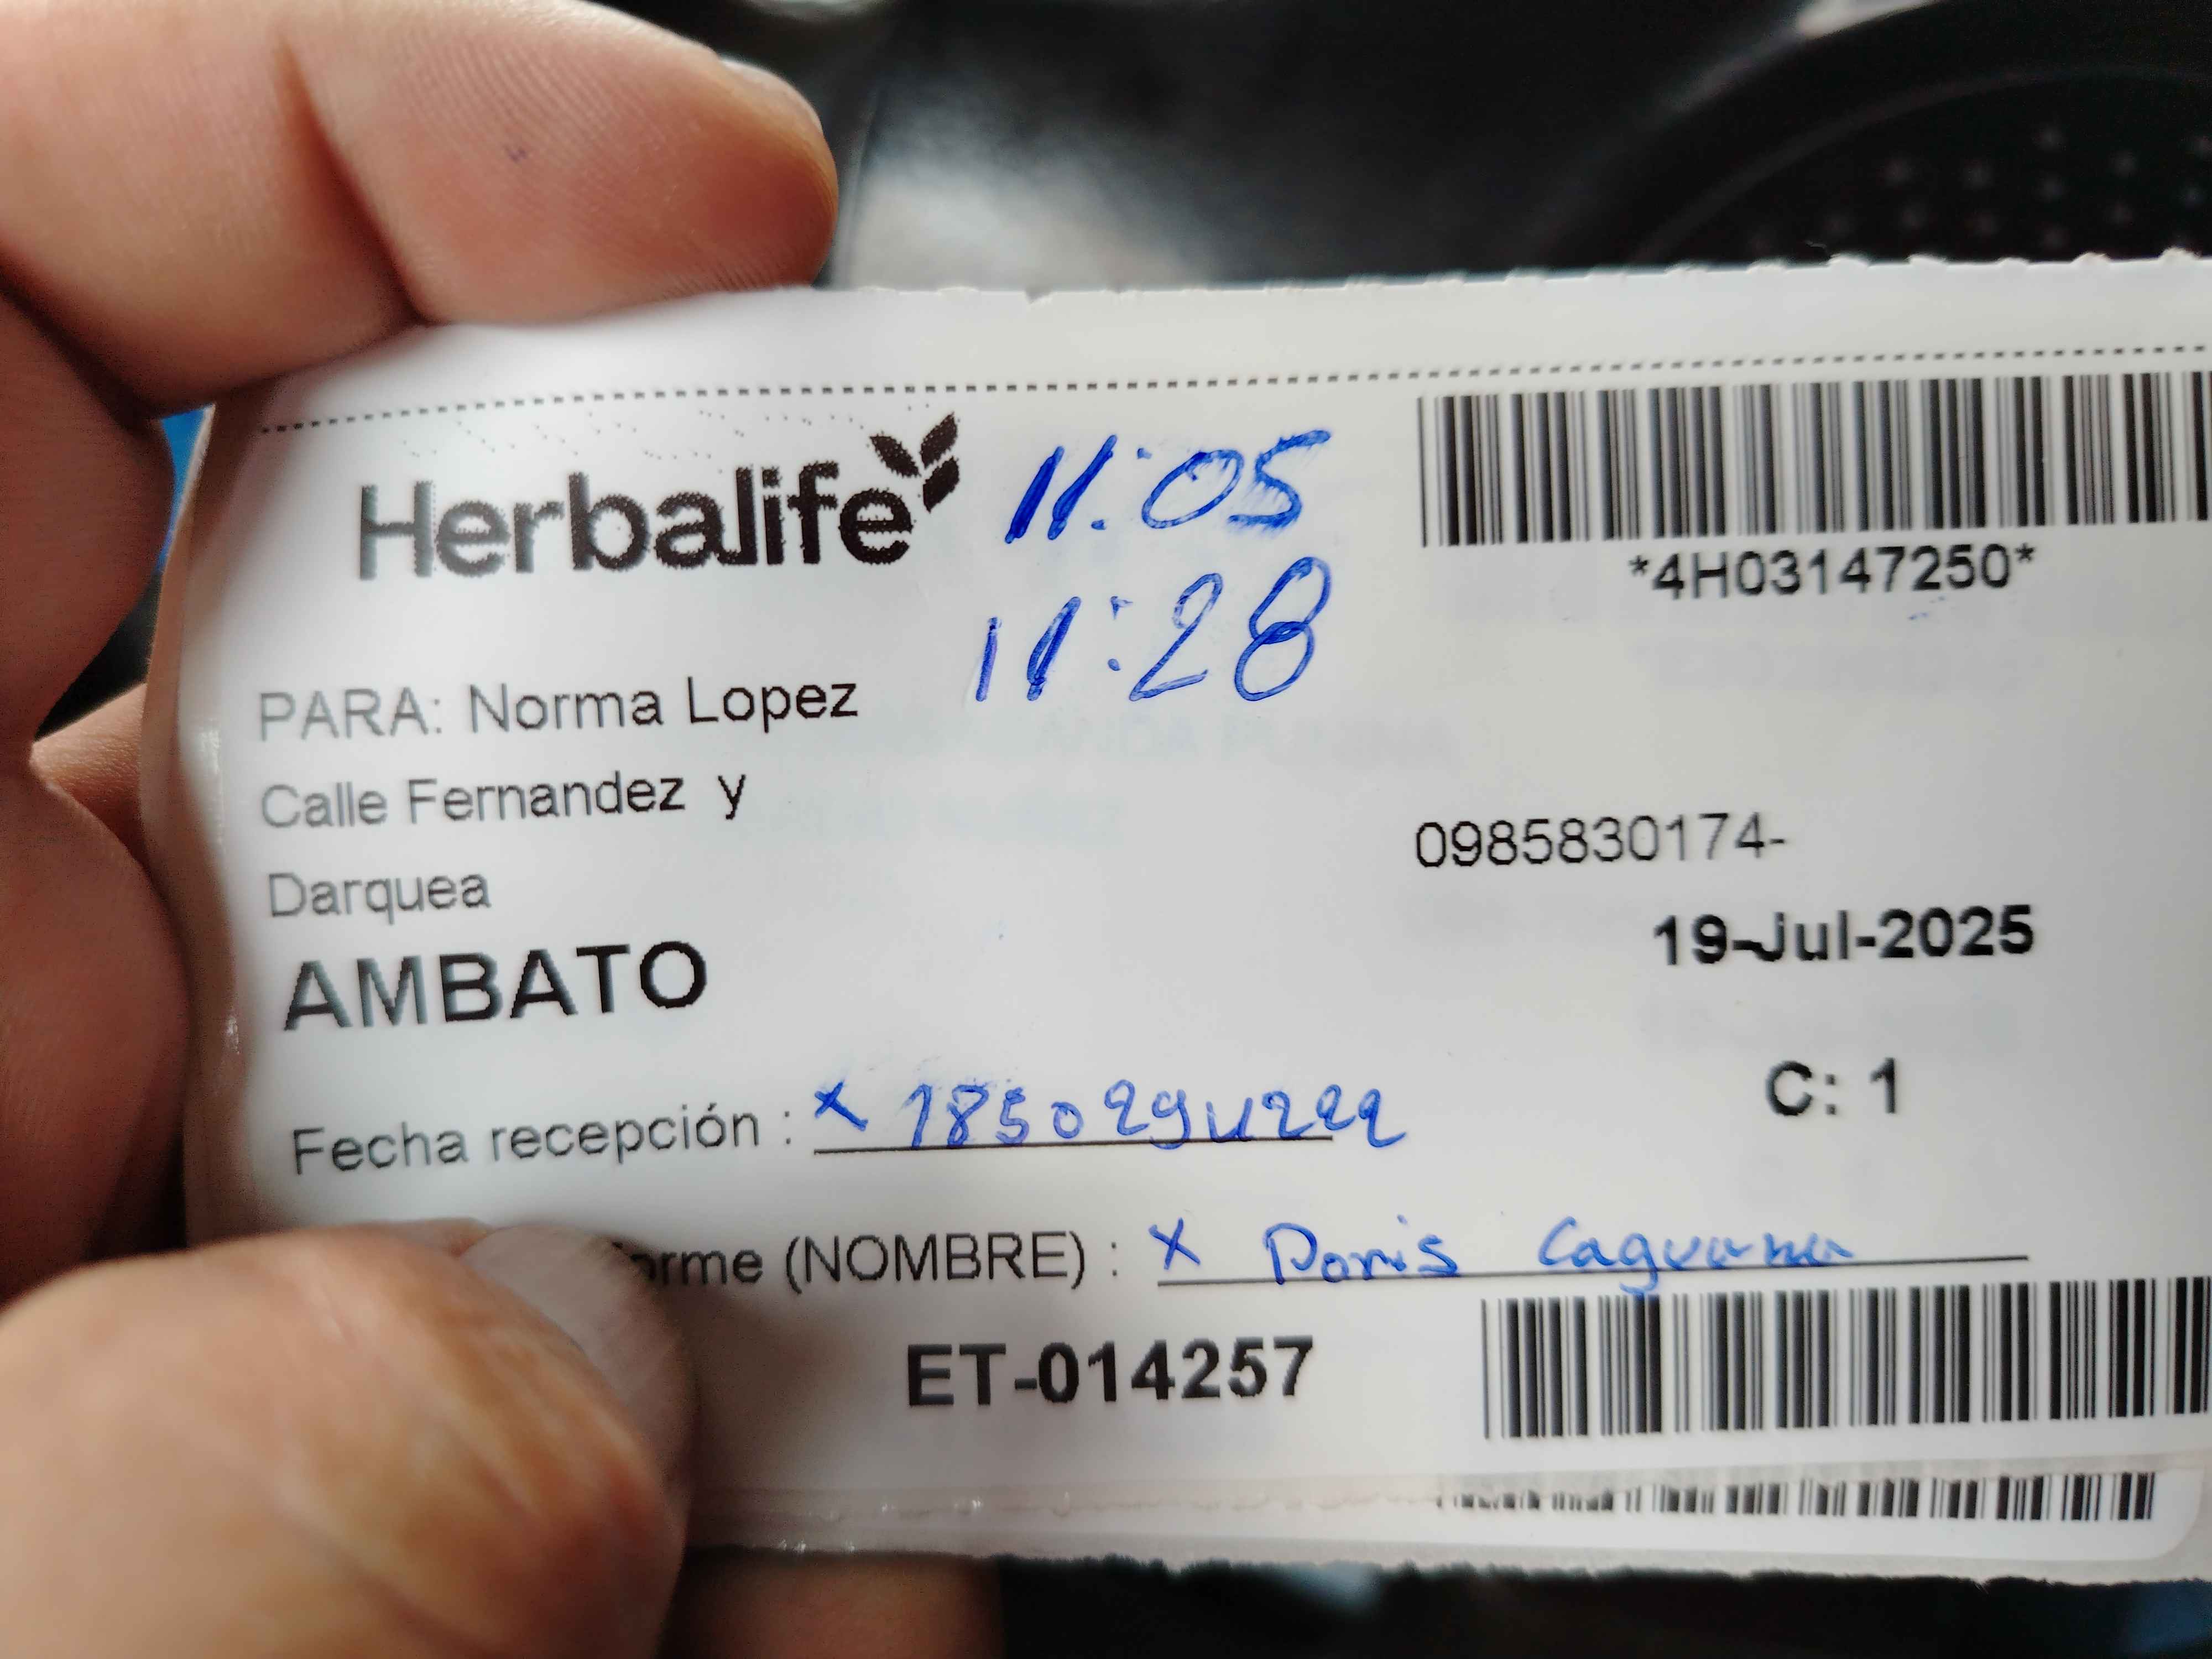 Herbalife
11:05
11:28
*4H03147250*
PARA: Norma Lopez
Calle Fernandez y
Darquea
AMBATO
0985830174-
19-Jul-2025
C: 1
Fecha recepción : x 1850294222
orme (NOMBRE) : x Doris Caguana
ET-014257